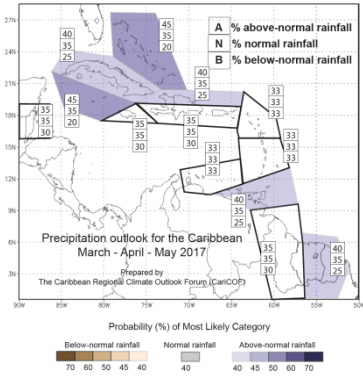 27N
24N
21N
18N
15N
12N
9N
6N
3N
A % above-normal rainfall
N % normal rainfall
B % below-normal rainfall
45
35
20
40
35
25
40
35
25
45
35
20
35
35
30
35
35
30
35
35
30
33
33
33
33
33
33
33
33
33
40
35
25
35
35
30
40
35
25
Precipitation outlook for the Caribbean
March - April - May 2017
Prepared by
The Caribbean Regional Climate Outlook Forum (CariCOF)
90W 85W 80W 75W 70W 65W 60W 55W 50W
Probability (%) of Most Likely Category
Below-normal rainfall Normal rainfall Above-normal rainfall
70 60 50 45 40 40 40 45 50 60 70